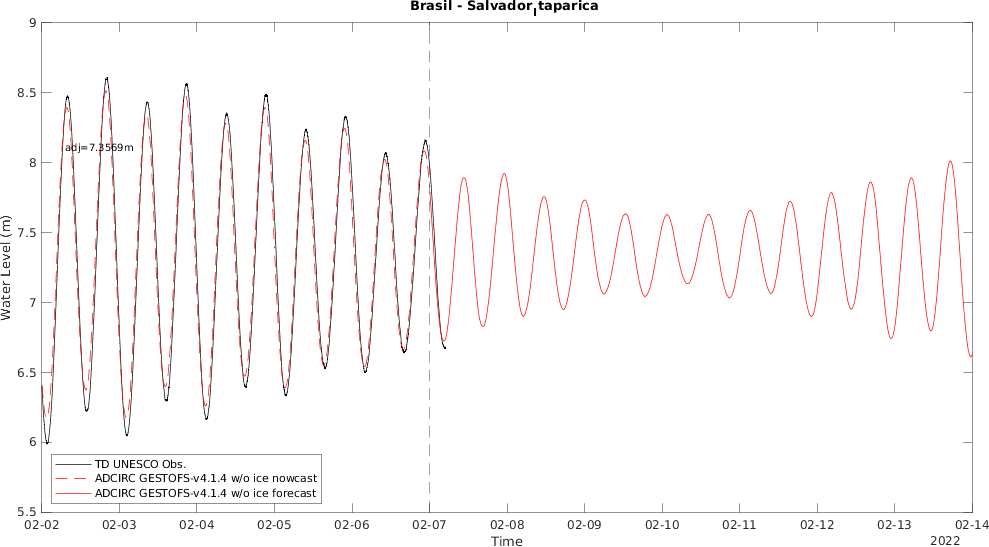 Brasil - Salvador_Itaparica
9
8.5
8
7.5
7
6.5
6
5.5
Water Level (m)
adj=7.3569m
TD UNESCO Obs.
ADCIRC GESTOFS-v4.1.4 w/o ice nowcast
ADCIRC GESTOFS-v4.1.4 w/o ice forecast
02-02 02-03 02-04 02-05 02-06 02-07 02-08 02-09 02-10 02-11 02-12 02-13 02-14
Time
2022